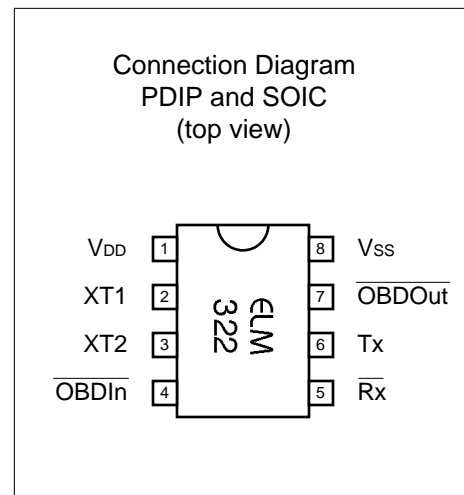 Connection Diagram
PDIP and SOIC
(top view)
VDD 1 8 VSS
XT1 2 7 OBDOut
XT2 3 6 Tx
OBDIn 4 5 Rx
ELM
322